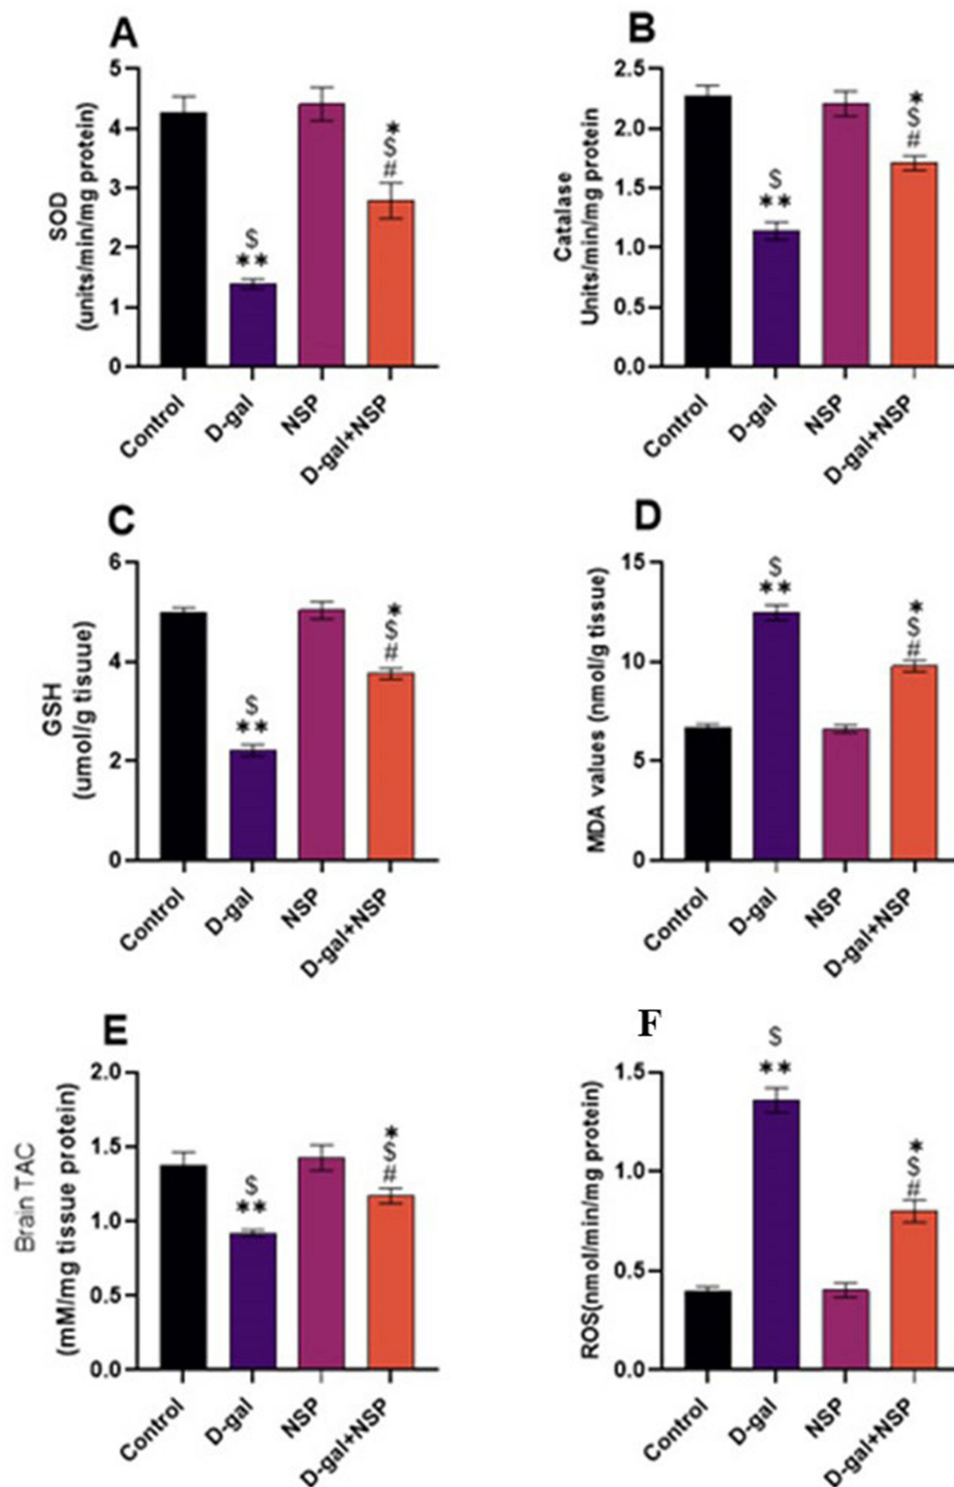 A
SOD
(units/min/mg protein)
5
4
3
2
1
0
$
**
*
$
#
Control
D-gal
NSP
D-gal+NSP
B
Catalase
Units/min/mg protein
2.5
2.0
1.5
1.0
0.5
0.0
$
**
*
$
#
Control
D-gal
NSP
D-gal+NSP
C
GSH
(umol/g tisuue)
6
4
2
0
$
**
*
$
#
Control
D-gal
NSP
D-gal+NSP
D
MDA values (nmol/g tissue)
15
10
5
0
$
**
*
$
#
Control
D-gal
NSP
D-gal+NSP
E
Brain TAC
(mM/mg tissue protein)
2.0
1.5
1.0
0.5
0.0
$
**
*
$
#
Control
D-gal
NSP
D-gal+NSP
F
ROS(nmol/min/mg protein)
1.5
1.0
0.5
0.0
$
**
*
$
#
Control
D-gal
NSP
D-gal+NSP